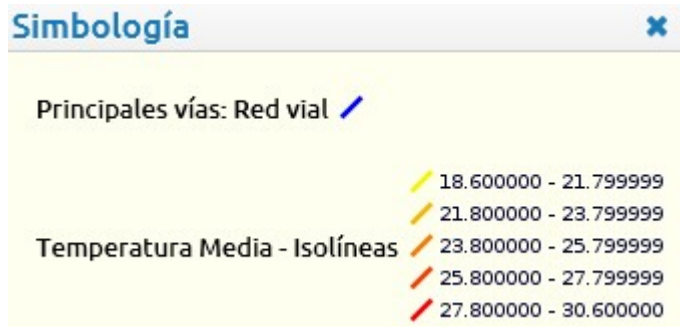 Simbología
Principales vías: Red vial
Temperatura Media - Isolíneas
18.600000 - 21.799999
21.800000 - 23.799999
23.800000 - 25.799999
25.800000 - 27.799999
27.800000 - 30.600000